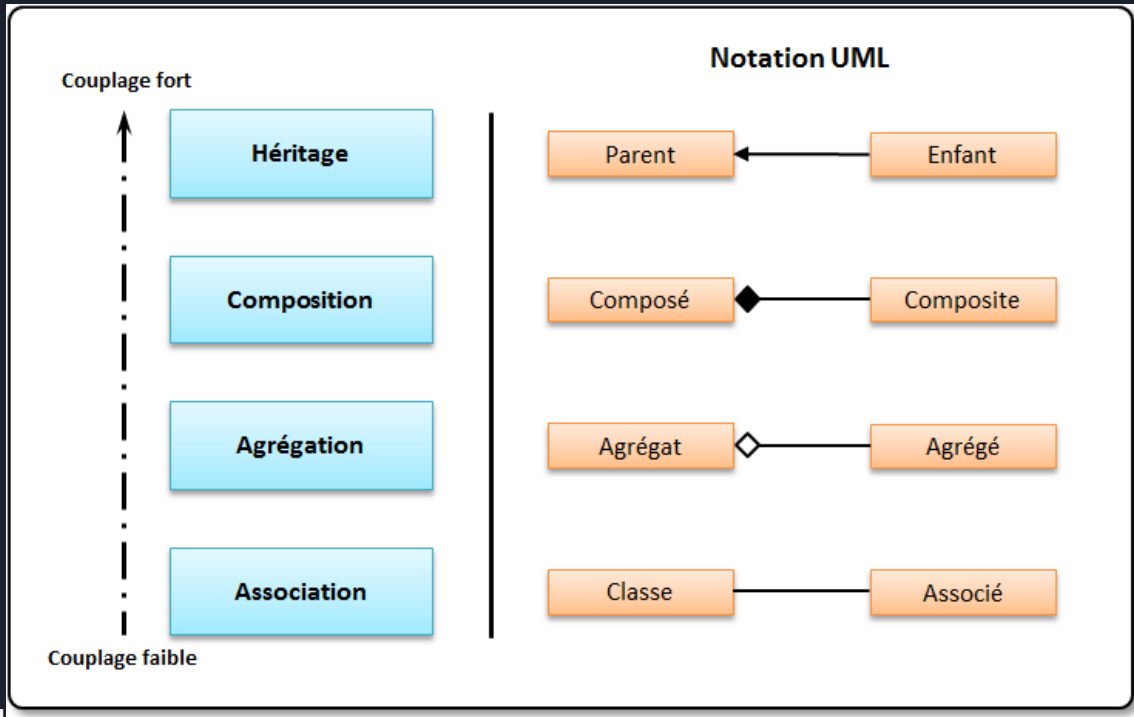 Notation UML
Couplage fort
Héritage
Parent
Enfant
Composition
Composé
Composite
Agrégation
Agrégat
Agrégé
Association
Classe
Associé
Couplage faible